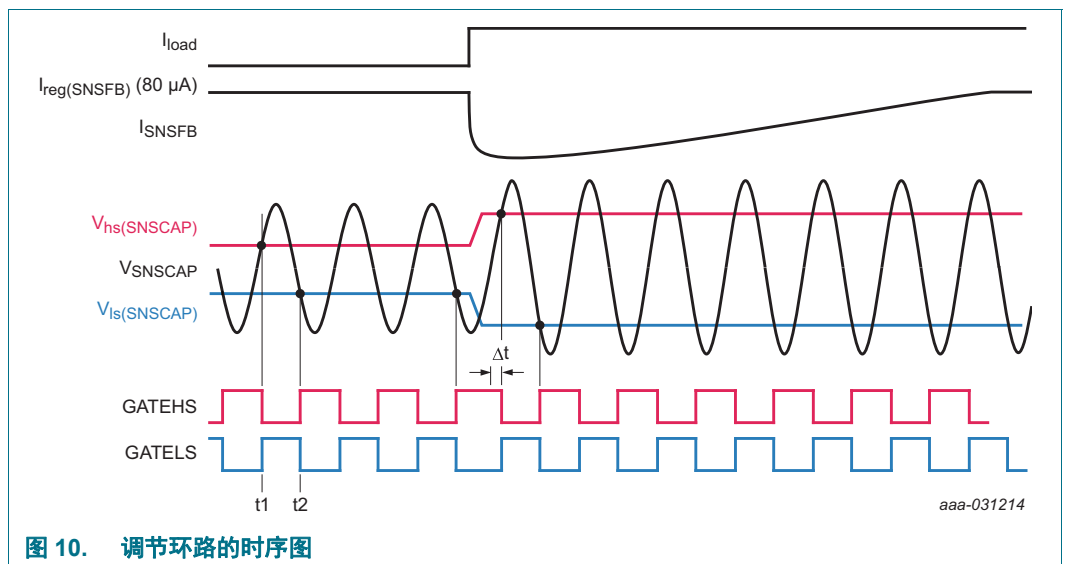 Iload
Ireg(SNSFB) (80 μA)
ISNSFB
Vhs(SNSCAP)
VSNSCAP
Vls(SNSCAP)
Δt
GATEHS
GATELS
t1 t2
aaa-031214
图 10. 调节环路的时序图